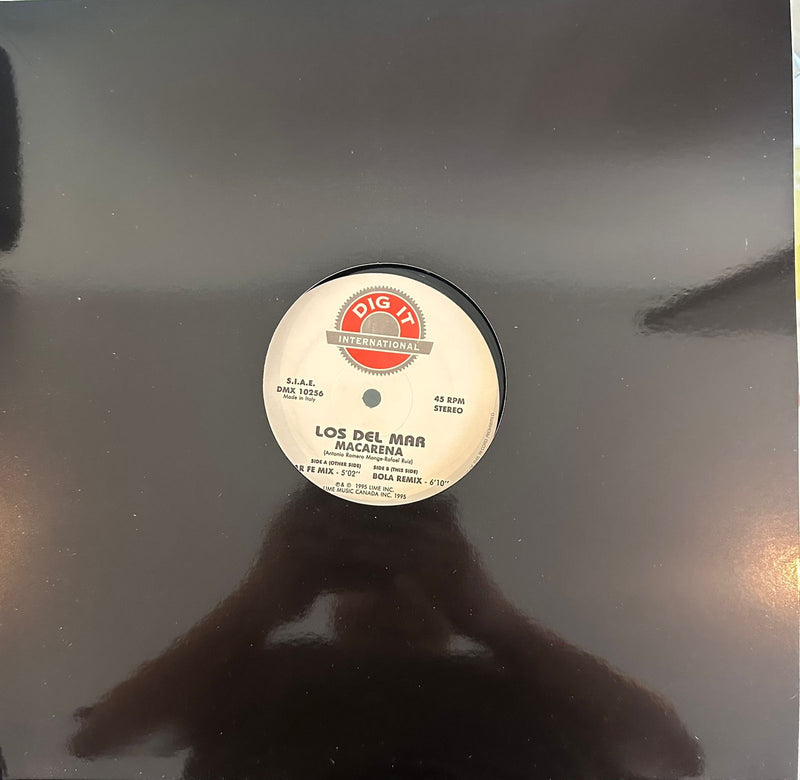 DIG IT
INTERNATIONAL
S.I.A.E.
DMX 10256
Made in Italy
45 RPM
STEREO
LOS DEL MAR
MACARENA
(Antonio Romero Monge-Rafael Ruiz)
SIDE A (OTHER SIDE)
FE MIX - 5'02"
SIDE B (THIS SIDE)
BOLA REMIX - 6'10"
℗& © 1995 LIME INC.
LIME MUSIC CANADA INC. 1995